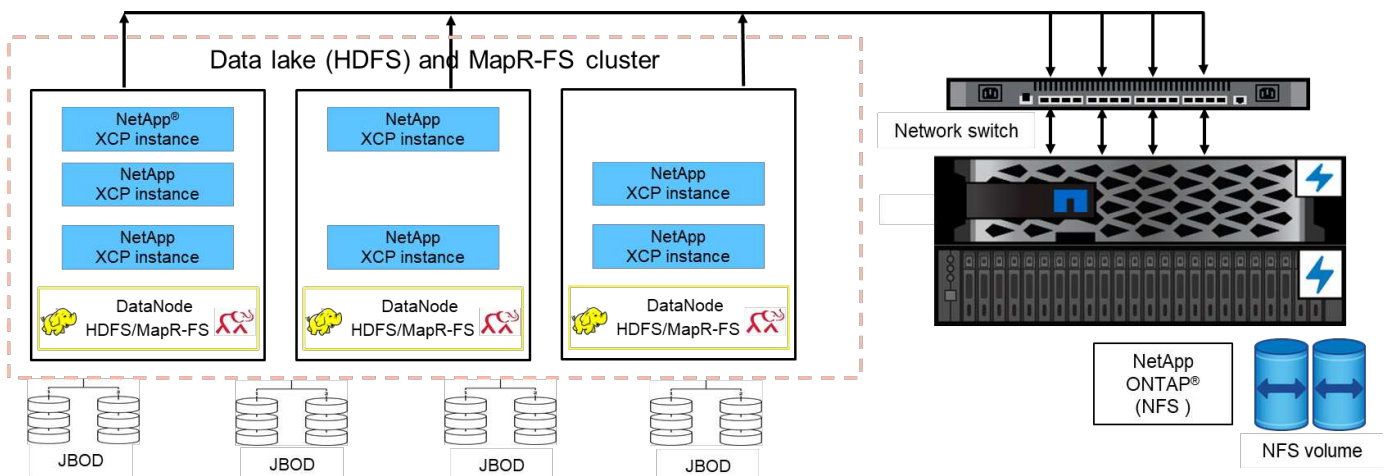 Data lake (HDFS) and MapR-FS cluster
NetApp®
XCP instance
NetApp
XCP instance
NetApp
XCP instance
DataNode
HDFS/MapR-FS
NetApp
XCP instance
NetApp
XCP instance
DataNode
HDFS/MapR-FS
NetApp
XCP instance
NetApp
XCP instance
DataNode
HDFS/MapR-FS
JBOD
JBOD
JBOD
JBOD
Network switch
NetApp
ONTAP®
(NFS )
NFS volume